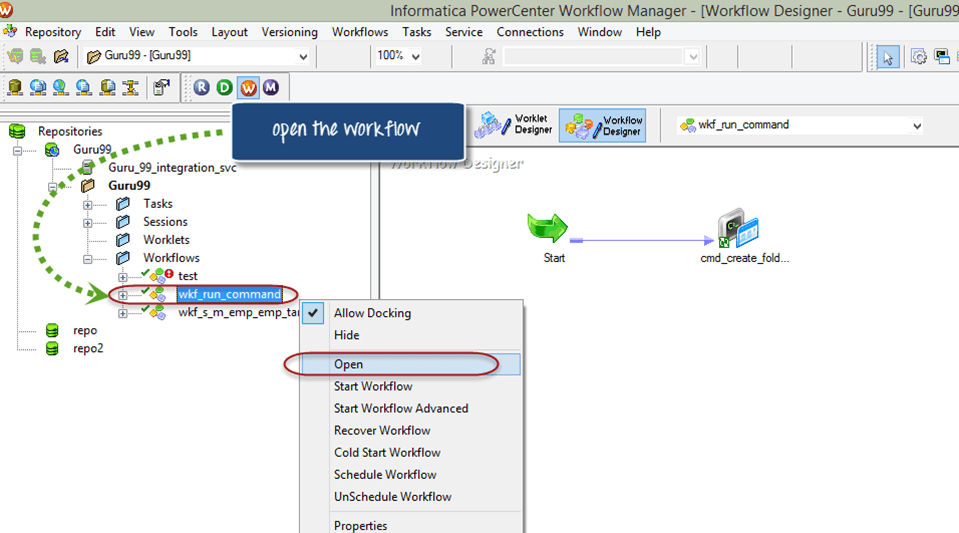 Informatica PowerCenter Workflow Manager - [Workflow Designer - Guru99 - [Guru99
Repository Edit View Tools Layout Versioning Workflows Tasks Service Connections Window Help
Guru99 - [Guru99] 100%
R D W M
open the workflow
Worklet Designer
Workflow Designer
wkf_run_command
Repositories
Guru99
Guru_99_integration_svc
Guru99
Tasks
Sessions
Worklets
Workflows
test
wkf_run_command
wkf_s_m_emp_emp_tar
repo
repo2
Workflow Designer
Start
cmd_create_fold...
Allow Docking
Hide
Open
Start Workflow
Start Workflow Advanced
Recover Workflow
Cold Start Workflow
Schedule Workflow
UnSchedule Workflow
Properties